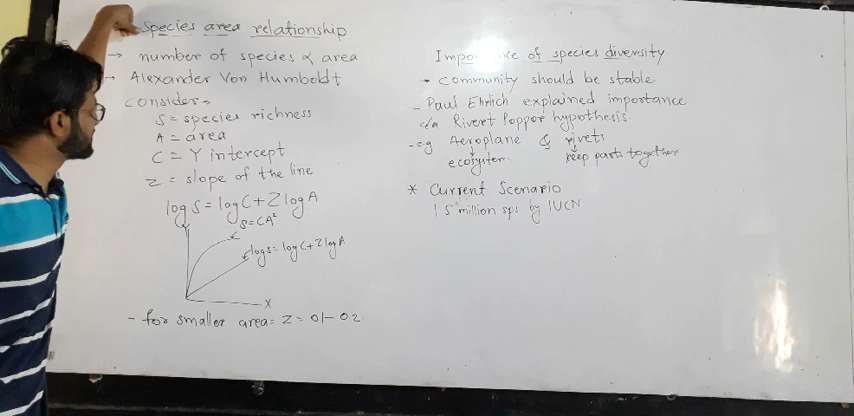 Species area relationship
→ number of species ∝ area
→ Alexander Von Humboldt
Consider→
S = species richness
A = area
C = Y intercept
Z = slope of the line
log S = log C + Z log A
S = CA^z
log s = log C + Z log A
X
- for smaller area = Z = 0.1 - 0.2
of species diversity
→ Community should be stable
- Paul Ehrlich explained importance
Rivert Popper hypothesis
- eg Aeroplane & rivets
ecosystem
keep parts together
* Current Scenario
1.5 million sps by IUCN